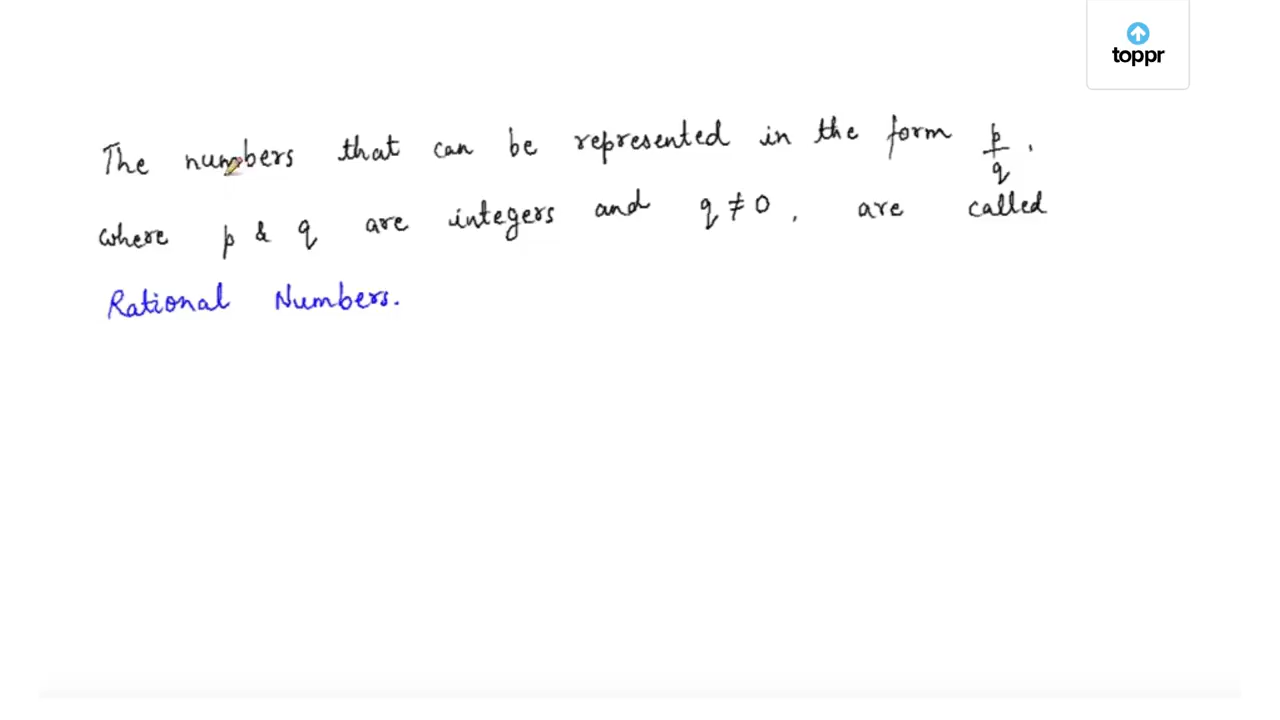 toppr
The numbers that can be represented in the form p/q,
where p & q are integers and q ≠ 0, are called
Rational Numbers.